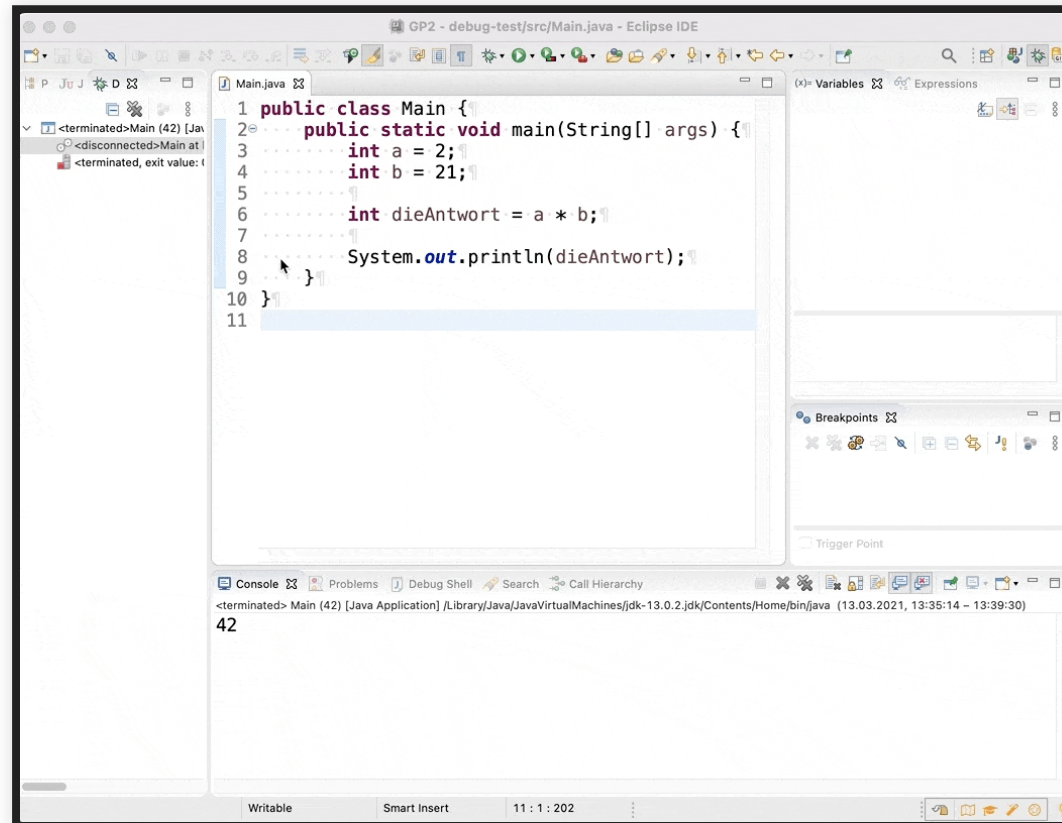 GP2 - debug-test/src/Main.java - Eclipse IDE
P Ju J D
<terminated>Main (42) [Jav
<disconnected>Main at
<terminated, exit value:
Main.java
1 public class Main {
2 public static void main(String[] args) {
3 int a = 2;
4 int b = 21;
5
6 int dieAntwort = a * b;
7
8 System.out.println(dieAntwort);
9 }
10 }
11
(x)= Variables Expressions
Breakpoints
Trigger Point
Console Problems Debug Shell Search Call Hierarchy
<terminated> Main (42) [Java Application] /Library/Java/JavaVirtualMachines/jdk-13.0.2.jdk/Contents/Home/bin/java (13.03.2021, 13:35:14 – 13:39:30)
42
Writable Smart Insert 11 : 1 : 202